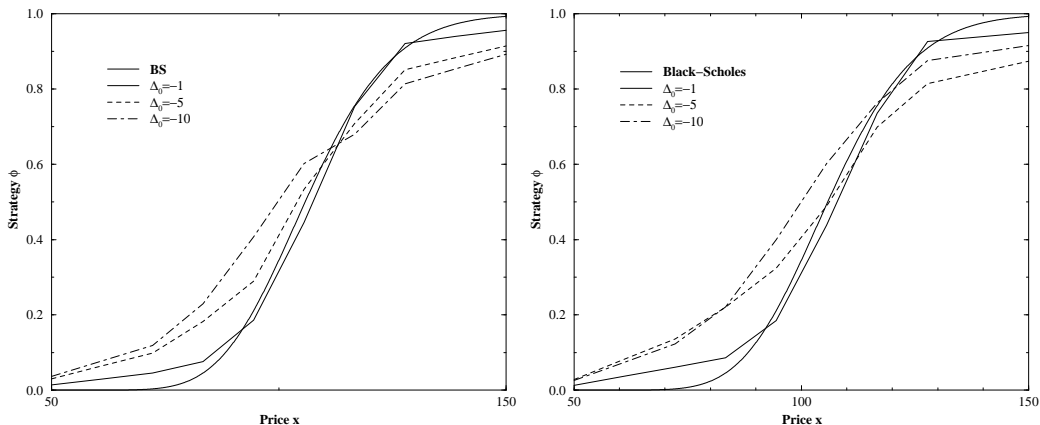 1.0
0.8
0.6
0.4
0.2
0.0
Strategy ϕ
BS
Δ₀=−1
Δ₀=−5
Δ₀=−10
50
150
Price x
1.0
0.8
0.6
0.4
0.2
0.0
Strategy ϕ
Black−Scholes
Δ₀=−1
Δ₀=−5
Δ₀=−10
50
100
150
Price x